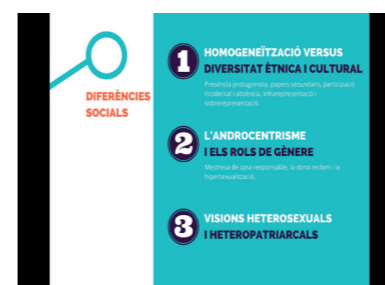 DIFERÈNCIES
SOCIALS
1
HOMOGENEÏTZACIÓ VERSUS
DIVERSITAT ÈTNICA I CULTURAL
Presència protagonista, papers secundaris, participació
incidental i absència, infrarepresentació i
sobrerepresentació.
2
L'ANDROCENTRISME
I ELS ROLS DE GÈNERE
Mestressa de casa responsable, la dona reclam i la
hipersexualització.
3
VISIONS HETEROSEXUALS
I HETEROPATRIARCALS